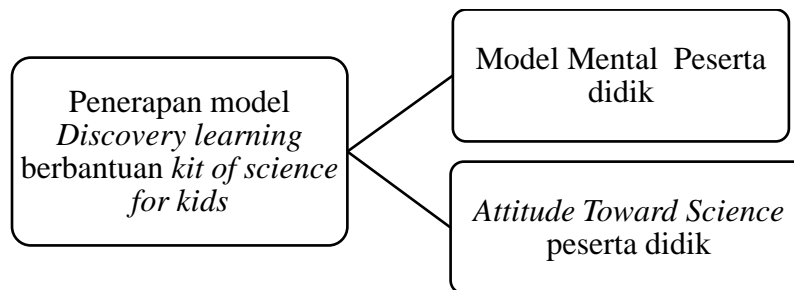 Penerapan model
Discovery learning
berbantuan kit of science
for kids
Model Mental Peserta
didik
Attitude Toward Science
peserta didik